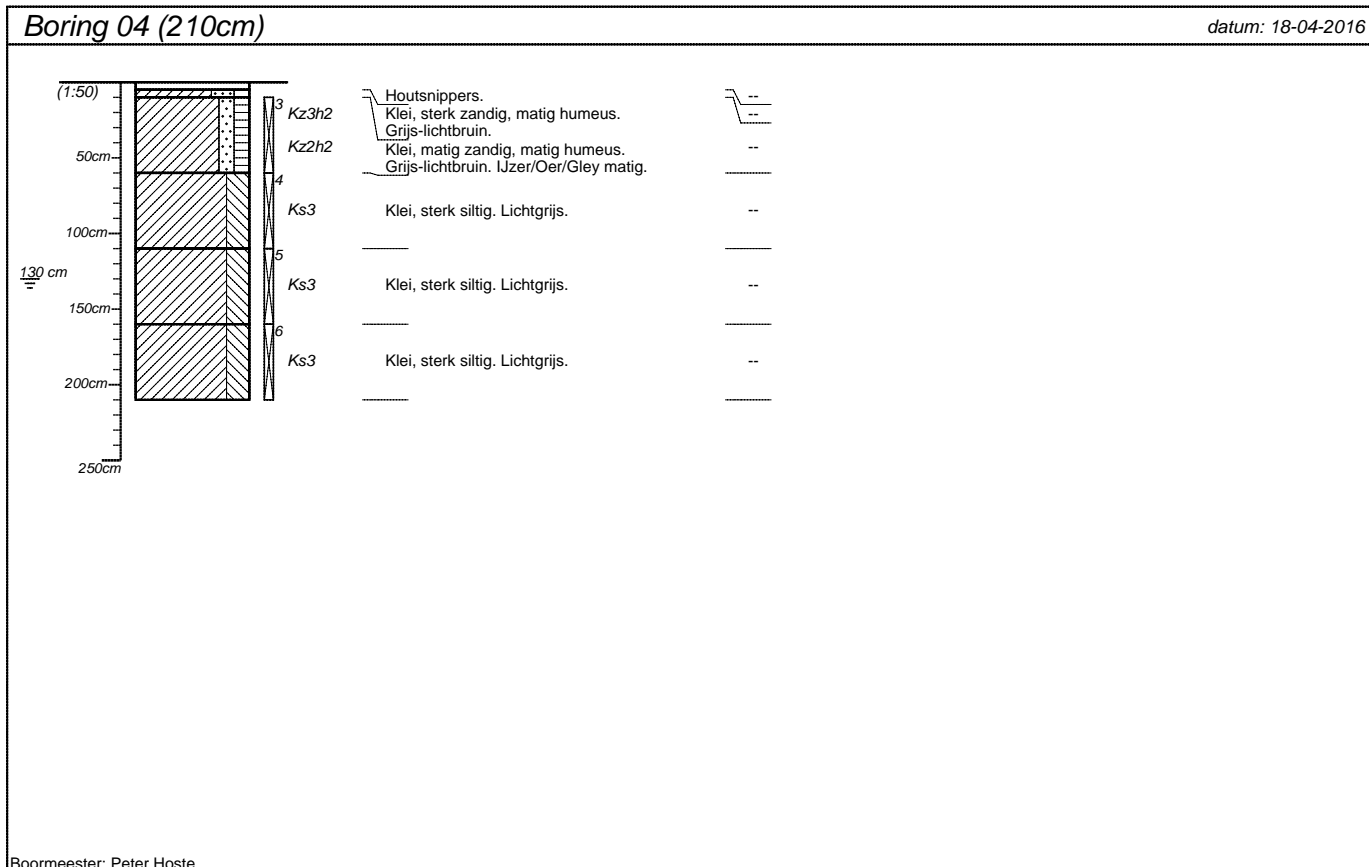 Boring 04 (210cm)
datum: 18-04-2016
(1:50)
50cm
100cm
130 cm
150cm
200cm
250cm
3
Kz3h2
Kz2h2
4
Ks3
5
Ks3
6
Ks3
Houtsnippers.
Klei, sterk zandig, matig humeus.
Grijs-lichtbruin.
Klei, matig zandig, matig humeus.
Grijs-lichtbruin. IJzer/Oer/Gley matig.
Klei, sterk siltig. Lichtgrijs.
Klei, sterk siltig. Lichtgrijs.
Klei, sterk siltig. Lichtgrijs.
--
--
--
--
--
--
Boormeester: Peter Hoste